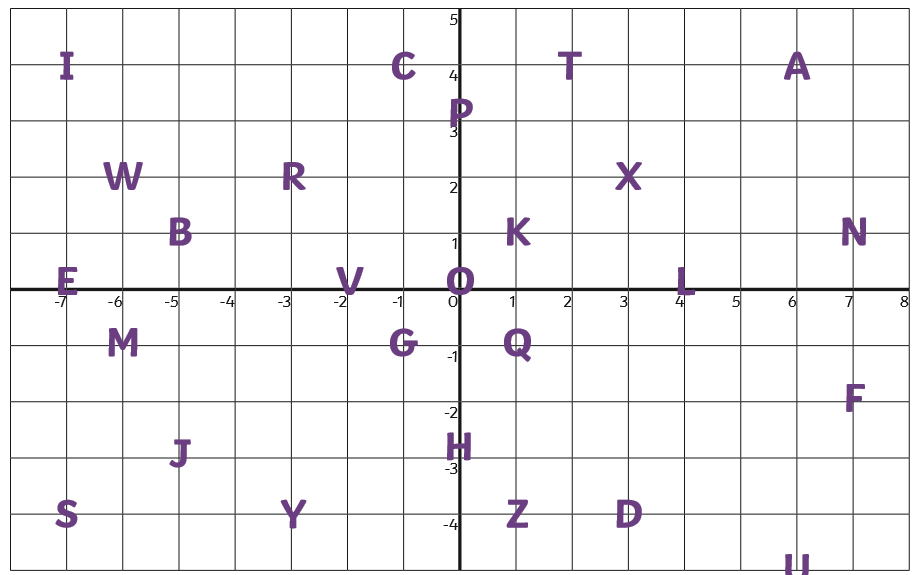 5
I C T A
4
P
3
W R X
2
B K N
1
E V O L
-7 -6 -5 -4 -3 -2 -1 0 1 2 3 4 5 6 7 8
M G Q
-1
F
-2
J H
-3
S Y Z D
-4
U